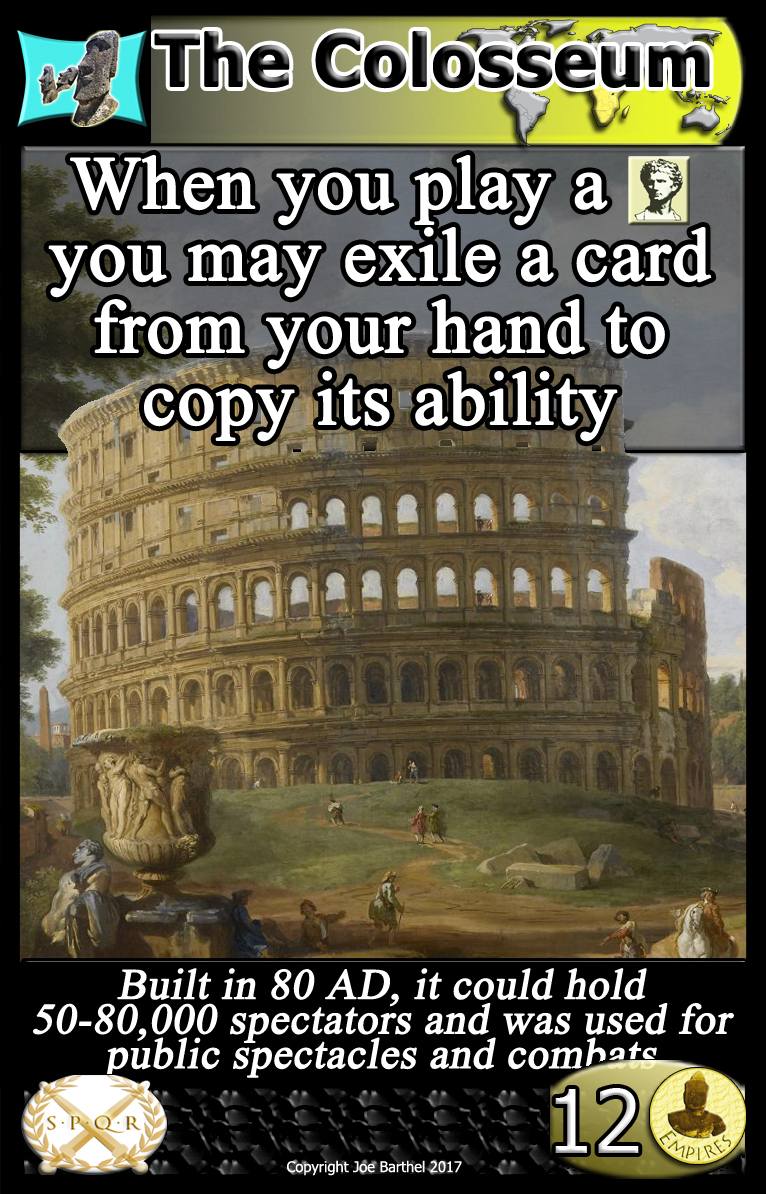 The Colosseum
When you play a
you may exile a card
from your hand to
copy its ability
Built in 80 AD, it could hold
50-80,000 spectators and was used for
public spectacles and combats
S·P·Q·R
12
EMPIRES
Copyright Joe Barthel 2017